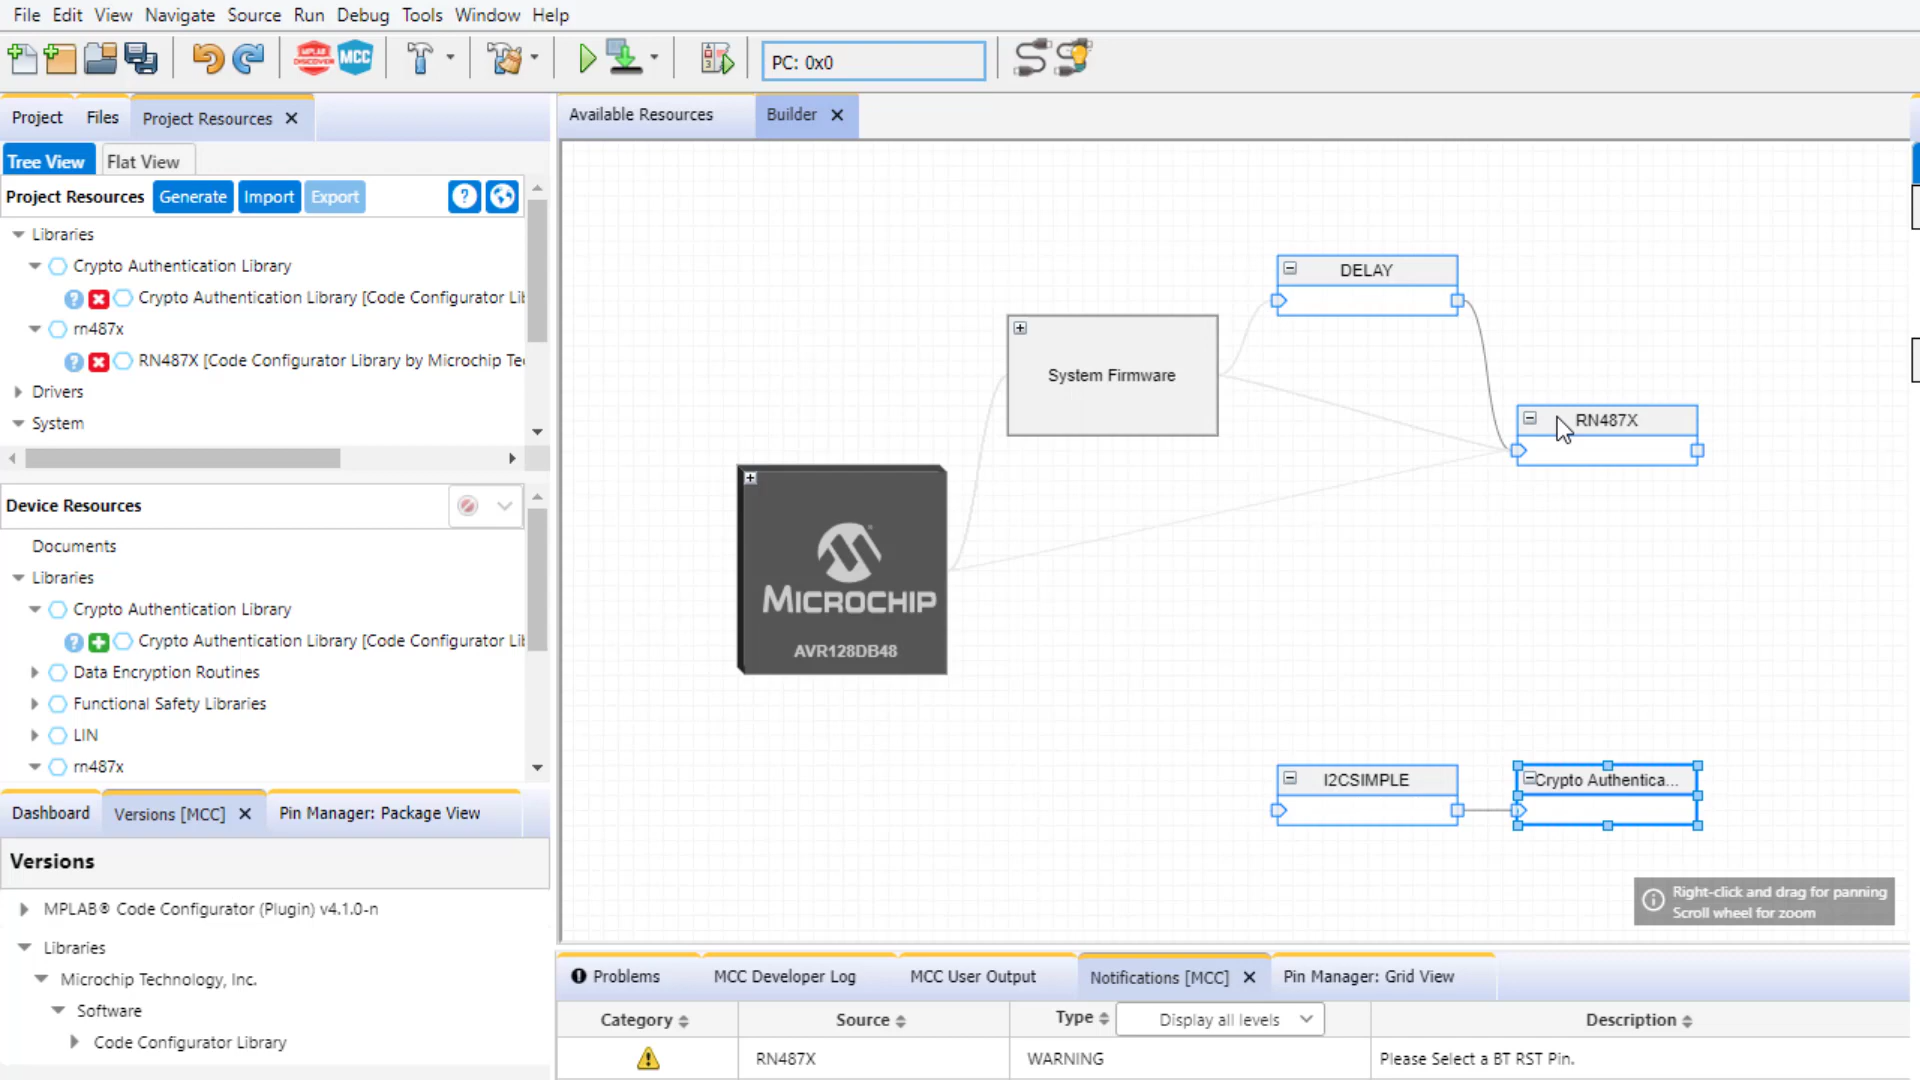 File Edit View Navigate Source Run Debug Tools Window Help
MPLAB DISCOVER MCC PC: 0x0
Project Files Project Resources
Tree View Flat View
Project Resources Generate Import Export
Libraries
Crypto Authentication Library
Crypto Authentication Library [Code Configurator Lib
rn487x
RN487X [Code Configurator Library by Microchip Te
Drivers
System
Device Resources
Documents
Libraries
Crypto Authentication Library
Crypto Authentication Library [Code Configurator Lib
Data Encryption Routines
Functional Safety Libraries
LIN
rn487x
Dashboard Versions [MCC] Pin Manager: Package View
Versions
MPLAB® Code Configurator (Plugin) v4.1.0-n
Libraries
Microchip Technology, Inc.
Software
Code Configurator Library
Available Resources Builder
DELAY
System Firmware
RN487X
MICROCHIP
AVR128DB48
I2CSIMPLE
Crypto Authentica...
Right-click and drag for panning
Scroll wheel for zoom
Problems MCC Developer Log MCC User Output Notifications [MCC] Pin Manager: Grid View
Category Source Type Display all levels Description
RN487X WARNING Please Select a BT RST Pin.